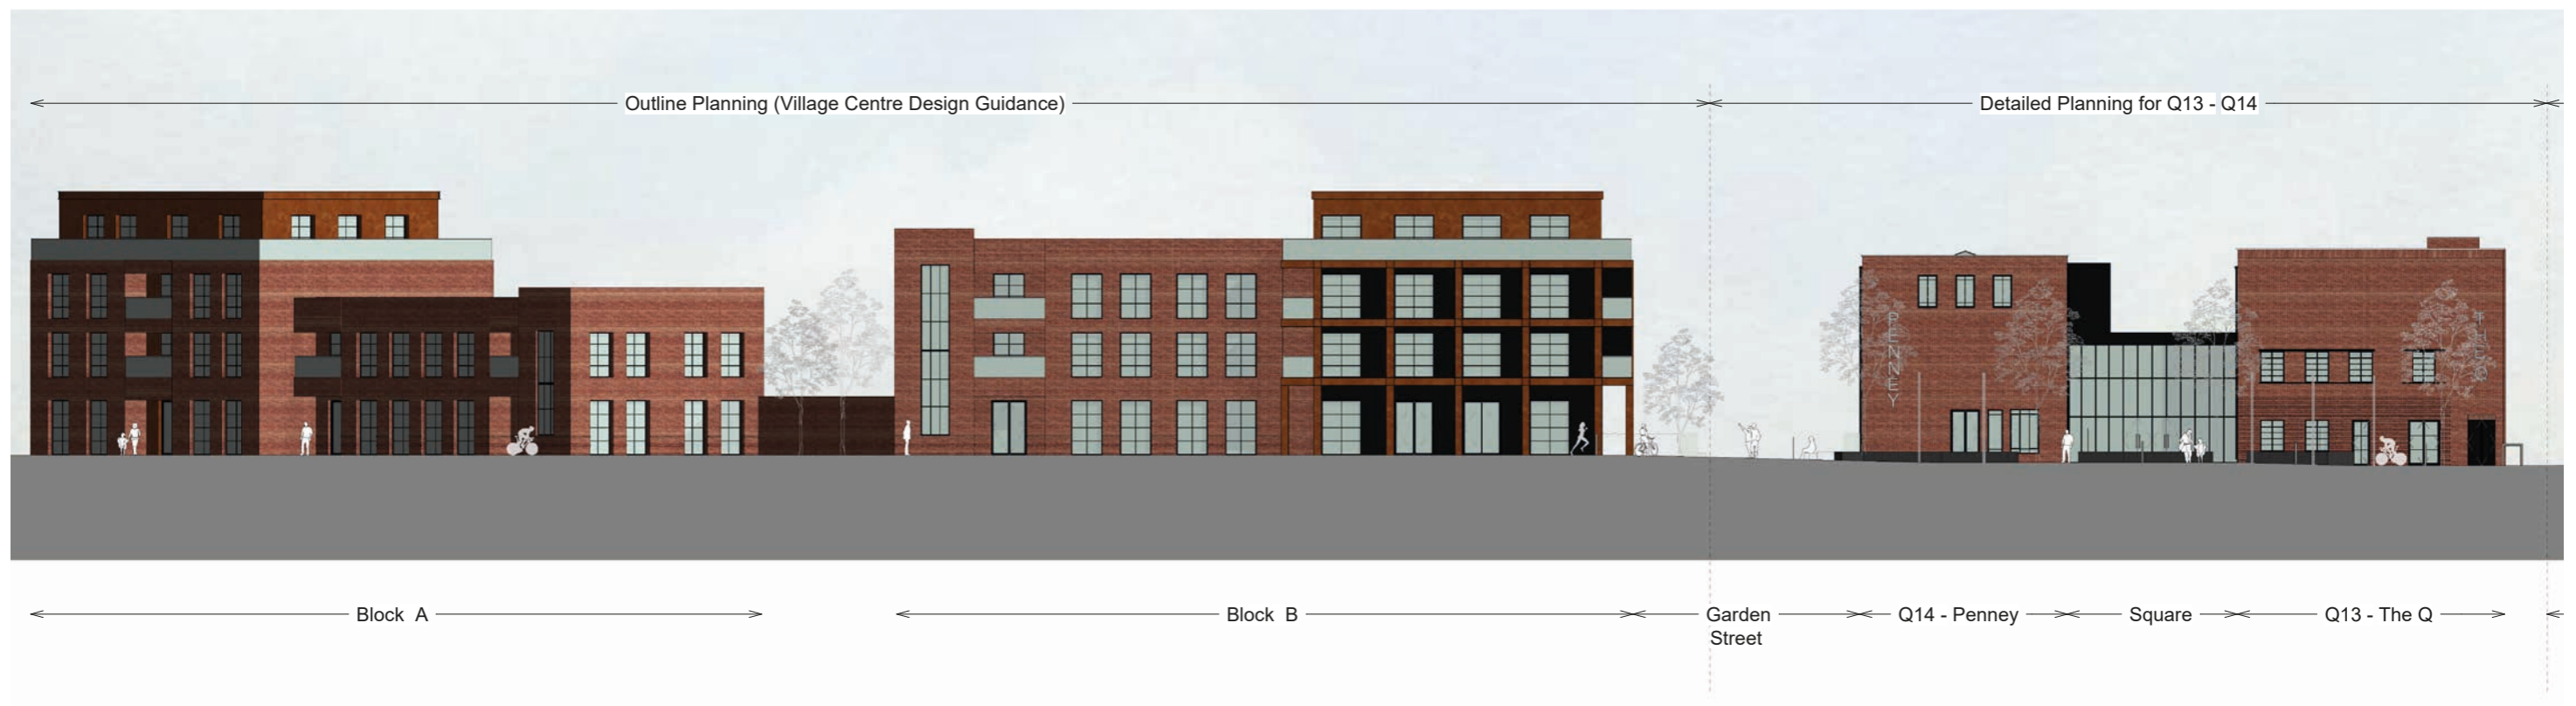 Outline Planning (Village Centre Design Guidance)
Detailed Planning for Q13 - Q14
PENNEY
THE Q
Block A
Block B
Garden
Street
Q14 - Penney
Square
Q13 - The Q